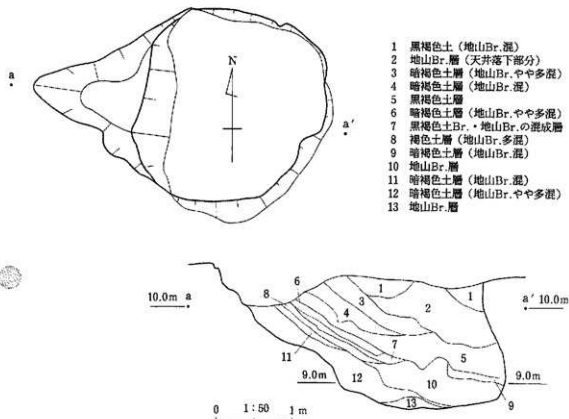 a
N
a'
1 黒褐色土（地山Br.混）
2 地山Br.層（天井落下部分）
3 暗褐色土層（地山Br.やや多混）
4 暗褐色土層（地山Br.混）
5 黒褐色土層
6 暗褐色土層（地山Br.やや多混）
7 黒褐色土Br.・地山Br.の混成層
8 褐色土層（地山Br.多混）
9 暗褐色土層（地山Br.混）
10 地山Br.層
11 暗褐色土層（地山Br.混）
12 暗褐色土層（地山Br.やや多混）
13 地山Br.層
10.0m a
6
8
3
1
1
4
2
a' 10.0m
7
11
5
12
9.0m
10
9.0m
13
9
0 1:50 1m